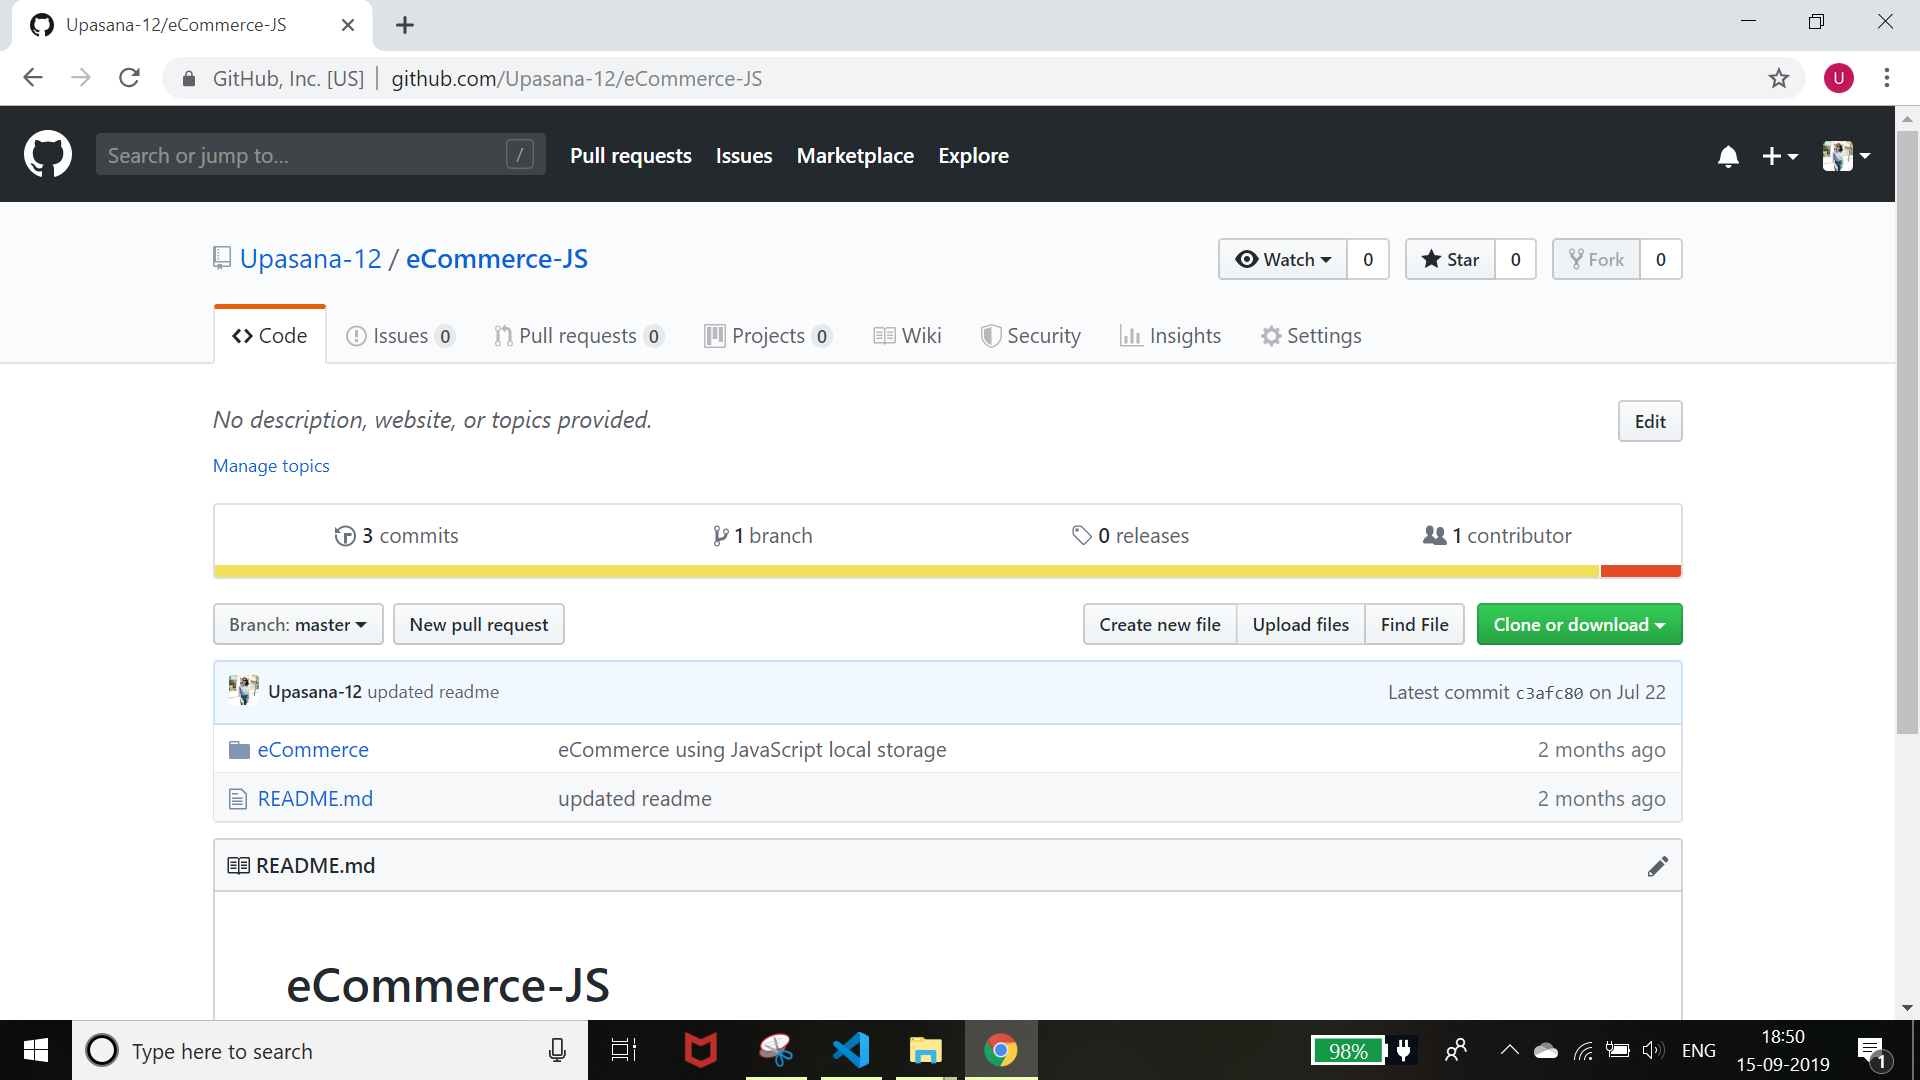 Upasana-12/eCommerce-JS
GitHub, Inc. [US] github.com/Upasana-12/eCommerce-JS
U
Search or jump to... / Pull requests Issues Marketplace Explore
Upasana-12 / eCommerce-JS Watch 0 Star 0 Fork 0
Code Issues 0 Pull requests 0 Projects 0 Wiki Security Insights Settings
No description, website, or topics provided. Edit
Manage topics
3 commits 1 branch 0 releases 1 contributor
Branch: master New pull request Create new file Upload files Find File Clone or download
Upasana-12 updated readme Latest commit c3afc80 on Jul 22
eCommerce eCommerce using JavaScript local storage 2 months ago
README.md updated readme 2 months ago
README.md
eCommerce-JS
Type here to search 98% ENG 18:50
15-09-2019 1